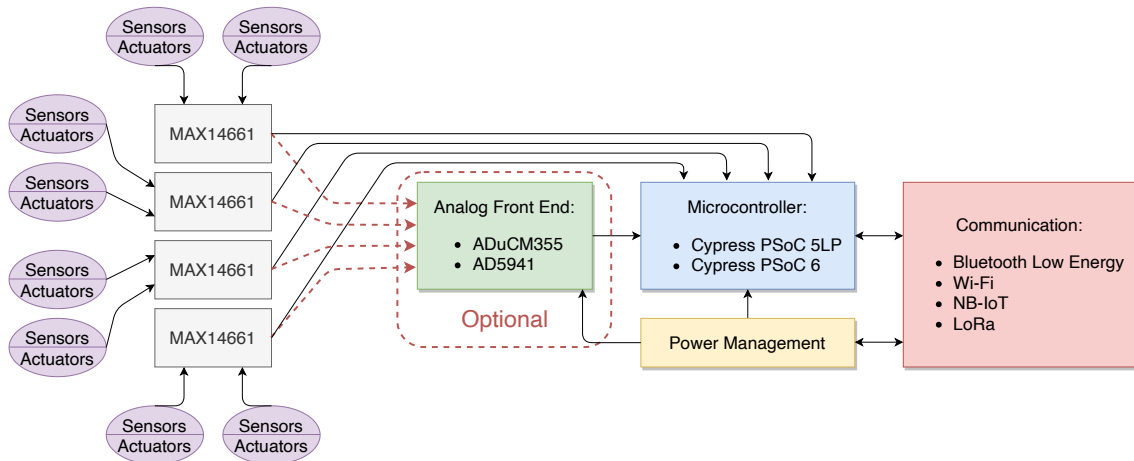 Sensors
Actuators
Sensors
Actuators
Sensors
Actuators
MAX14661
Sensors
Actuators
MAX14661
Analog Front End:
• ADuCM355
• AD5941
Optional
Microcontroller:
• Cypress PSoC 5LP
• Cypress PSoC 6
Communication:
• Bluetooth Low Energy
• Wi-Fi
• NB-IoT
• LoRa
Sensors
Actuators
MAX14661
Sensors
Actuators
MAX14661
Power Management
Sensors
Actuators
Sensors
Actuators